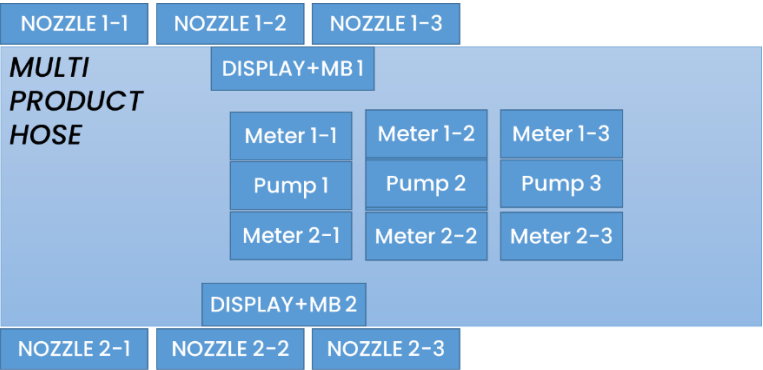 NOZZLE 1-1
NOZZLE 1-2
NOZZLE 1-3
MULTI
PRODUCT
HOSE
DISPLAY+MB 1
Meter 1-1
Meter 1-2
Meter 1-3
Pump 1
Pump 2
Pump 3
Meter 2-1
Meter 2-2
Meter 2-3
DISPLAY+MB 2
NOZZLE 2-1
NOZZLE 2-2
NOZZLE 2-3